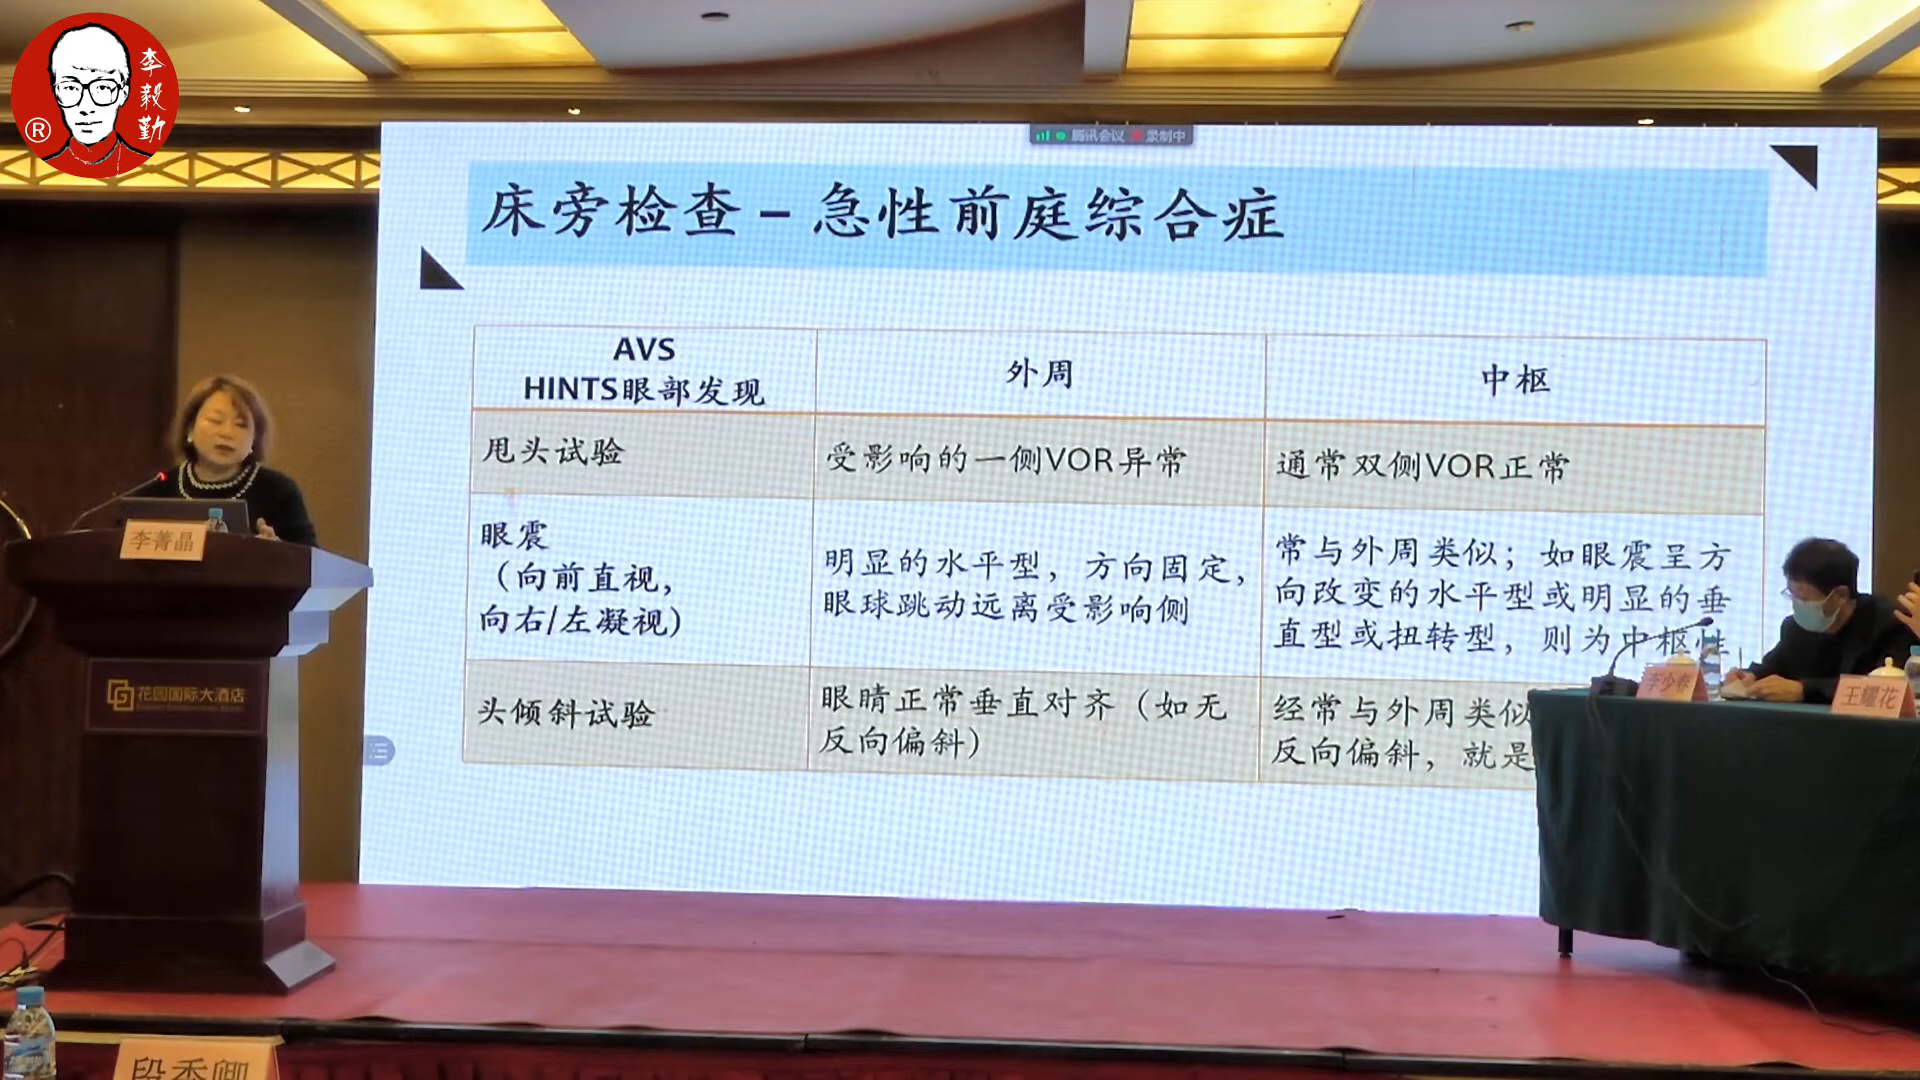 李毅勤
®
腾讯会议 录制中
床旁检查－急性前庭综合症
AVS
HINTS眼部发现
外周
中枢
甩头试验
受影响的一侧VOR异常
通常双侧VOR正常
眼震
（向前直视，
向右/左凝视）
明显的水平型，方向固定，
眼球跳动远离受影响侧
常与外周类似；如眼震呈方
向改变的水平型或明显的垂
直型或扭转型，则为中枢性
头倾斜试验
眼睛正常垂直对齐（如无
反向偏斜）
经常与外周类似
反向偏斜，就是
李菁晶
花园国际大酒店
李少春
王耀花
段香卿